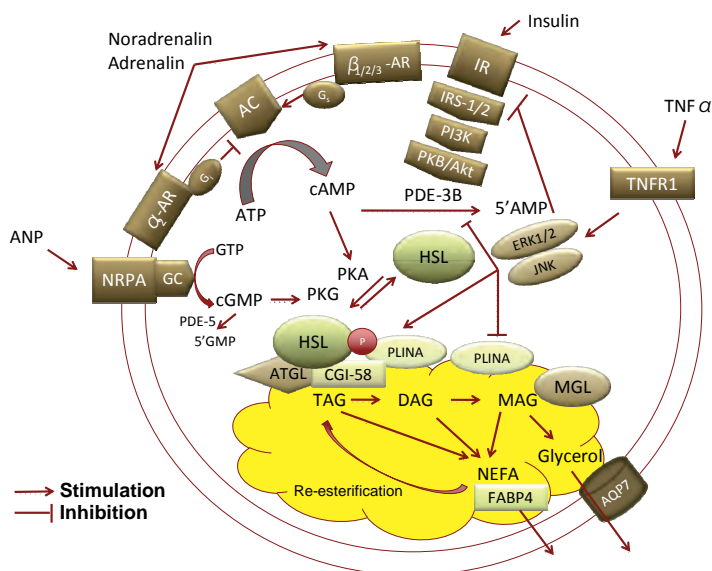 Insulin
Noradrenalin
Adrenalin
β1/2/3 -AR
IR
AC
Gs
IRS-1/2
TNF α
PI3K
PKB/Akt
Gi
α-AR
cAMP
PDE-3B
5'AMP
TNFR1
ATP
ERK1/2
ANP
GTP
HSL
JNK
NRPA
GC
PKA
cGMP
PKG
PDE-5
5'GMP
HSL
P
PLINA
PLINA
ATGL
CGI-58
MGL
TAG
DAG
MAG
Glycerol
NEFA
Stimulation
Re-esterification
FABP4
AQP7
Inhibition